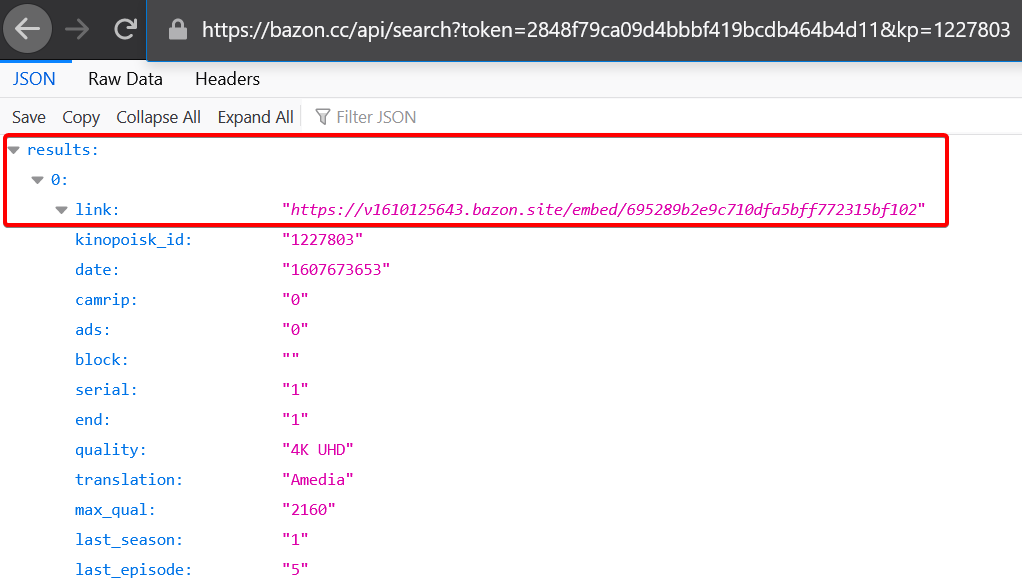 https://bazon.cc/api/search?token=2848f79ca09d4bbbf419bcdb464b4d11&kp=1227803
JSON Raw Data Headers
Save Copy Collapse All Expand All Filter JSON
results:
0:
link: "https://v1610125643.bazon.site/embed/695289b2e9c710dfa5bff772315bf102"
kinopoisk_id: "1227803"
date: "1607673653"
camrip: "0"
ads: "0"
block: ""
serial: "1"
end: "1"
quality: "4K UHD"
translation: "Amedia"
max_qual: "2160"
last_season: "1"
last_episode: "5"